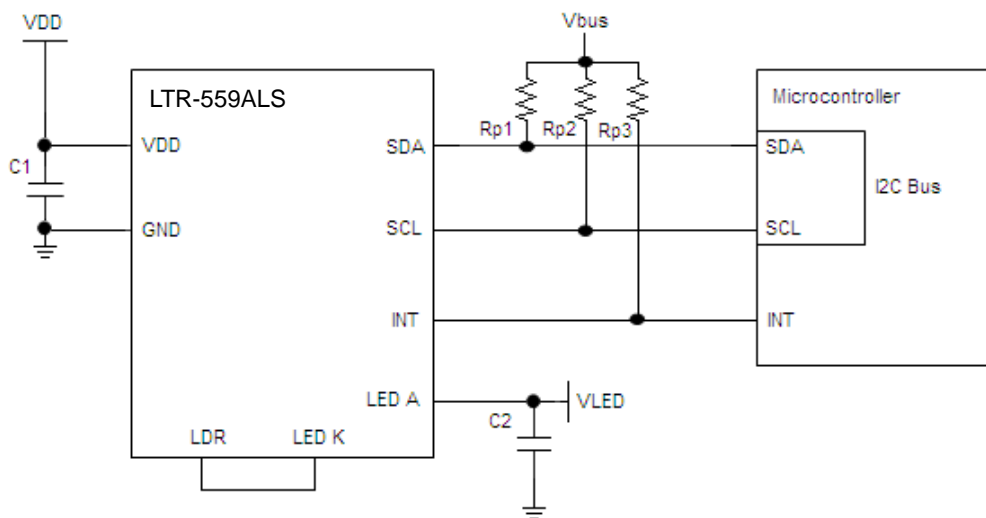 VDD
Vbus
LTR-559ALS
Microcontroller
Rp1
Rp2
Rp3
VDD
SDA
SDA
C1
I2C Bus
GND
SCL
SCL
INT
INT
LED A
VLED
C2
LDR
LED K